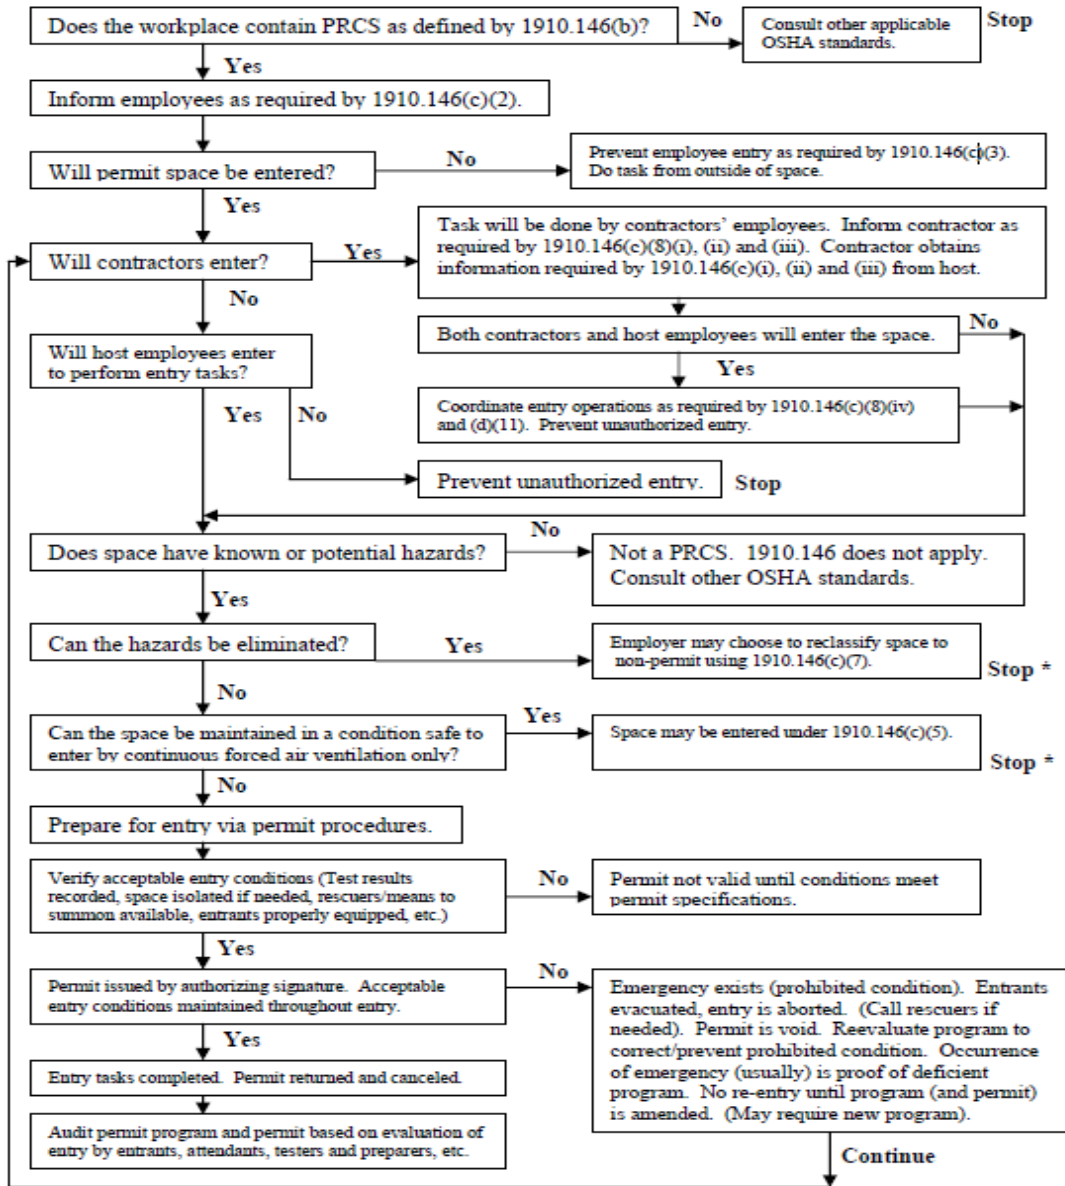 Does the workplace contain PRCS as defined by 1910.146(b)?
No
Consult other applicable
OSHA standards.
Stop
Yes
Inform employees as required by 1910.146(c)(2).
Will permit space be entered?
No
Prevent employee entry as required by 1910.146(c)(3).
Do task from outside of space.
Yes
Will contractors enter?
Yes
Task will be done by contractors' employees. Inform contractor as
required by 1910.146(c)(8)(i), (ii) and (iii). Contractor obtains
information required by 1910.146(c)(i), (ii) and (iii) from host.
No
Both contractors and host employees will enter the space.
No
Will host employees enter
to perform entry tasks?
Yes
Yes
No
Coordinate entry operations as required by 1910.146(c)(8)(iv)
and (d)(11). Prevent unauthorized entry.
Prevent unauthorized entry.
Stop
Does space have known or potential hazards?
No
Not a PRCS. 1910.146 does not apply.
Consult other OSHA standards.
Yes
Can the hazards be eliminated?
Yes
Employer may choose to reclassify space to
non-permit using 1910.146(c)(7).
Stop *
No
Can the space be maintained in a condition safe to
enter by continuous forced air ventilation only?
Yes
Space may be entered under 1910.146(c)(5).
Stop *
No
Prepare for entry via permit procedures.
Verify acceptable entry conditions (Test results
recorded, space isolated if needed, rescuers/means to
summon available, entrants properly equipped, etc.)
No
Permit not valid until conditions meet
permit specifications.
Yes
Permit issued by authorizing signature. Acceptable
entry conditions maintained throughout entry.
No
Emergency exists (prohibited condition). Entrants
evacuated, entry is aborted. (Call rescuers if
needed). Permit is void. Reevaluate program to
correct/prevent prohibited condition. Occurrence
of emergency (usually) is proof of deficient
program. No re-entry until program (and permit)
is amended. (May require new program).
Yes
Entry tasks completed. Permit returned and canceled.
Audit permit program and permit based on evaluation of
entry by entrants, attendants, testers and preparers, etc.
Continue